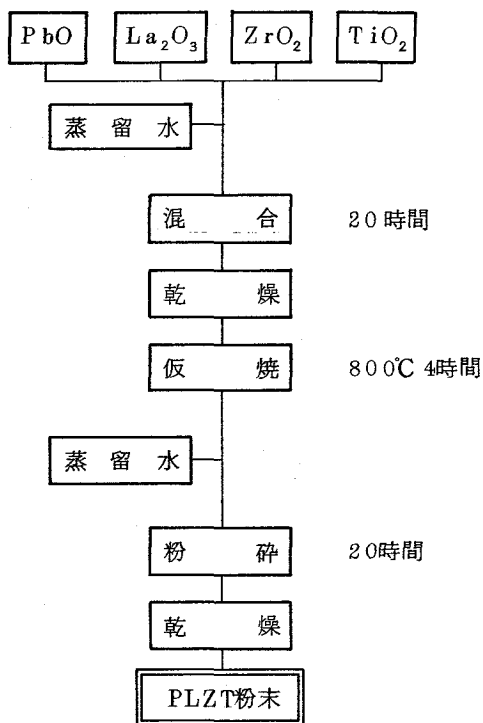 PbO La₂O₃ ZrO₂ TiO₂
蒸留水
混合 20時間
乾燥
仮焼 800℃ 4時間
蒸留水
粉砕 20時間
乾燥
PLZT粉末